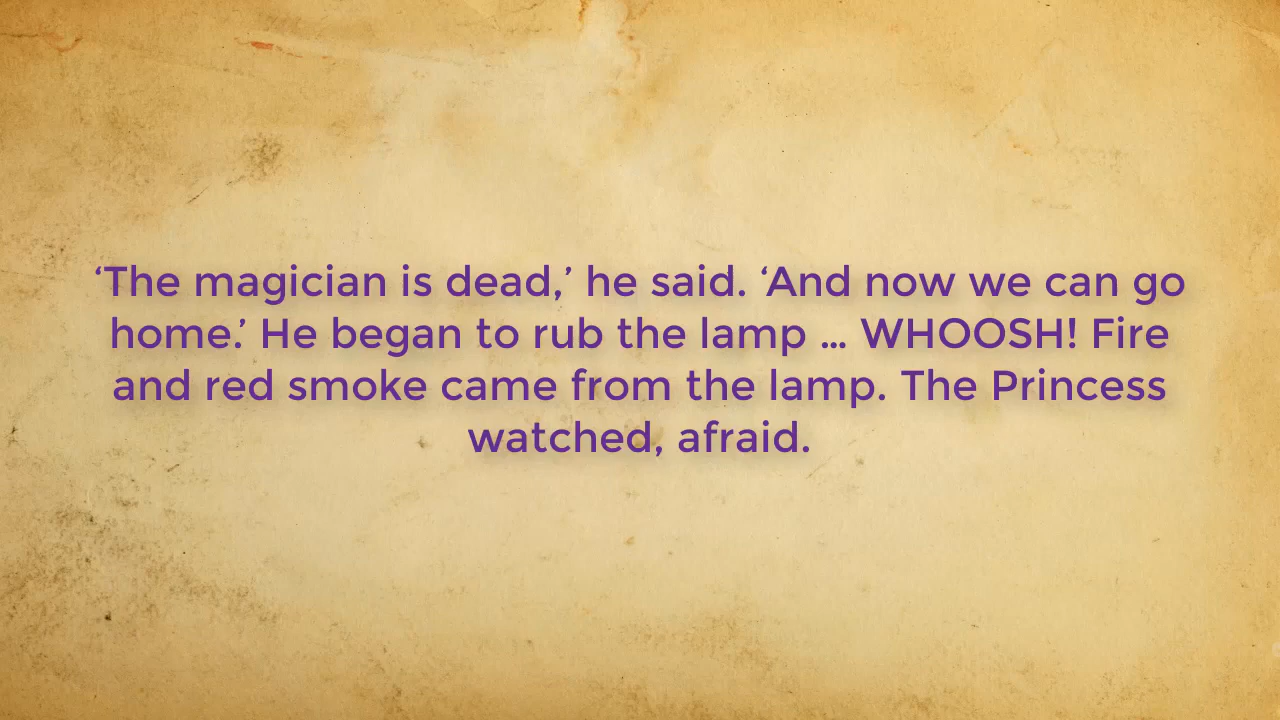 ‘The magician is dead,’ he said. ‘And now we can go
home.’ He began to rub the lamp ... WHOOSH! Fire
and red smoke came from the lamp. The Princess
watched, afraid.